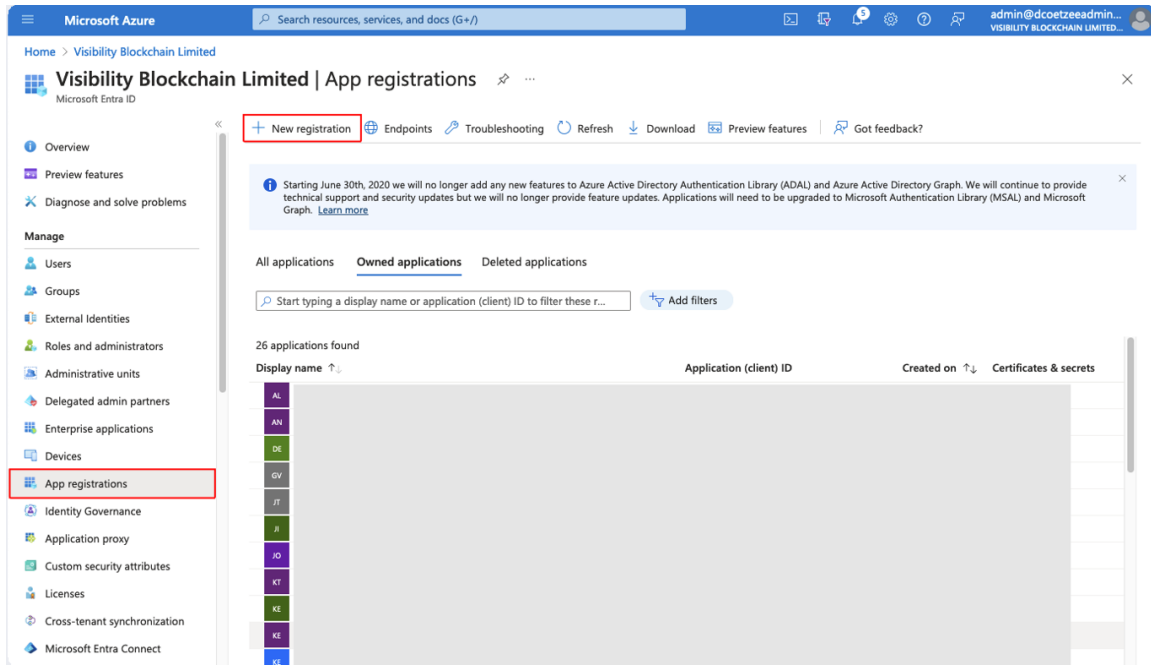 Microsoft Azure
Search resources, services, and docs (G+/)
5
admin@dcoetzeeadmin...
VISIBILITY BLOCKCHAIN LIMITED...
Home > Visibility Blockchain Limited
Visibility Blockchain Limited | App registrations
Microsoft Entra ID
New registration
Endpoints
Troubleshooting
Refresh
Download
Preview features
Got feedback?
Overview
Preview features
Diagnose and solve problems
Manage
Users
Groups
External Identities
Roles and administrators
Administrative units
Delegated admin partners
Enterprise applications
Devices
App registrations
Identity Governance
Application proxy
Custom security attributes
Licenses
Cross-tenant synchronization
Microsoft Entra Connect
Starting June 30th, 2020 we will no longer add any new features to Azure Active Directory Authentication Library (ADAL) and Azure Active Directory Graph. We will continue to provide
technical support and security updates but we will no longer provide feature updates. Applications will need to be upgraded to Microsoft Authentication Library (MSAL) and Microsoft
Graph. Learn more
All applications
Owned applications
Deleted applications
Start typing a display name or application (client) ID to filter these r...
Add filters
26 applications found
Display name
Application (client) ID
Created on
Certificates & secrets
AL
AN
DE
GV
JT
JI
JO
KT
KE
KE
KE